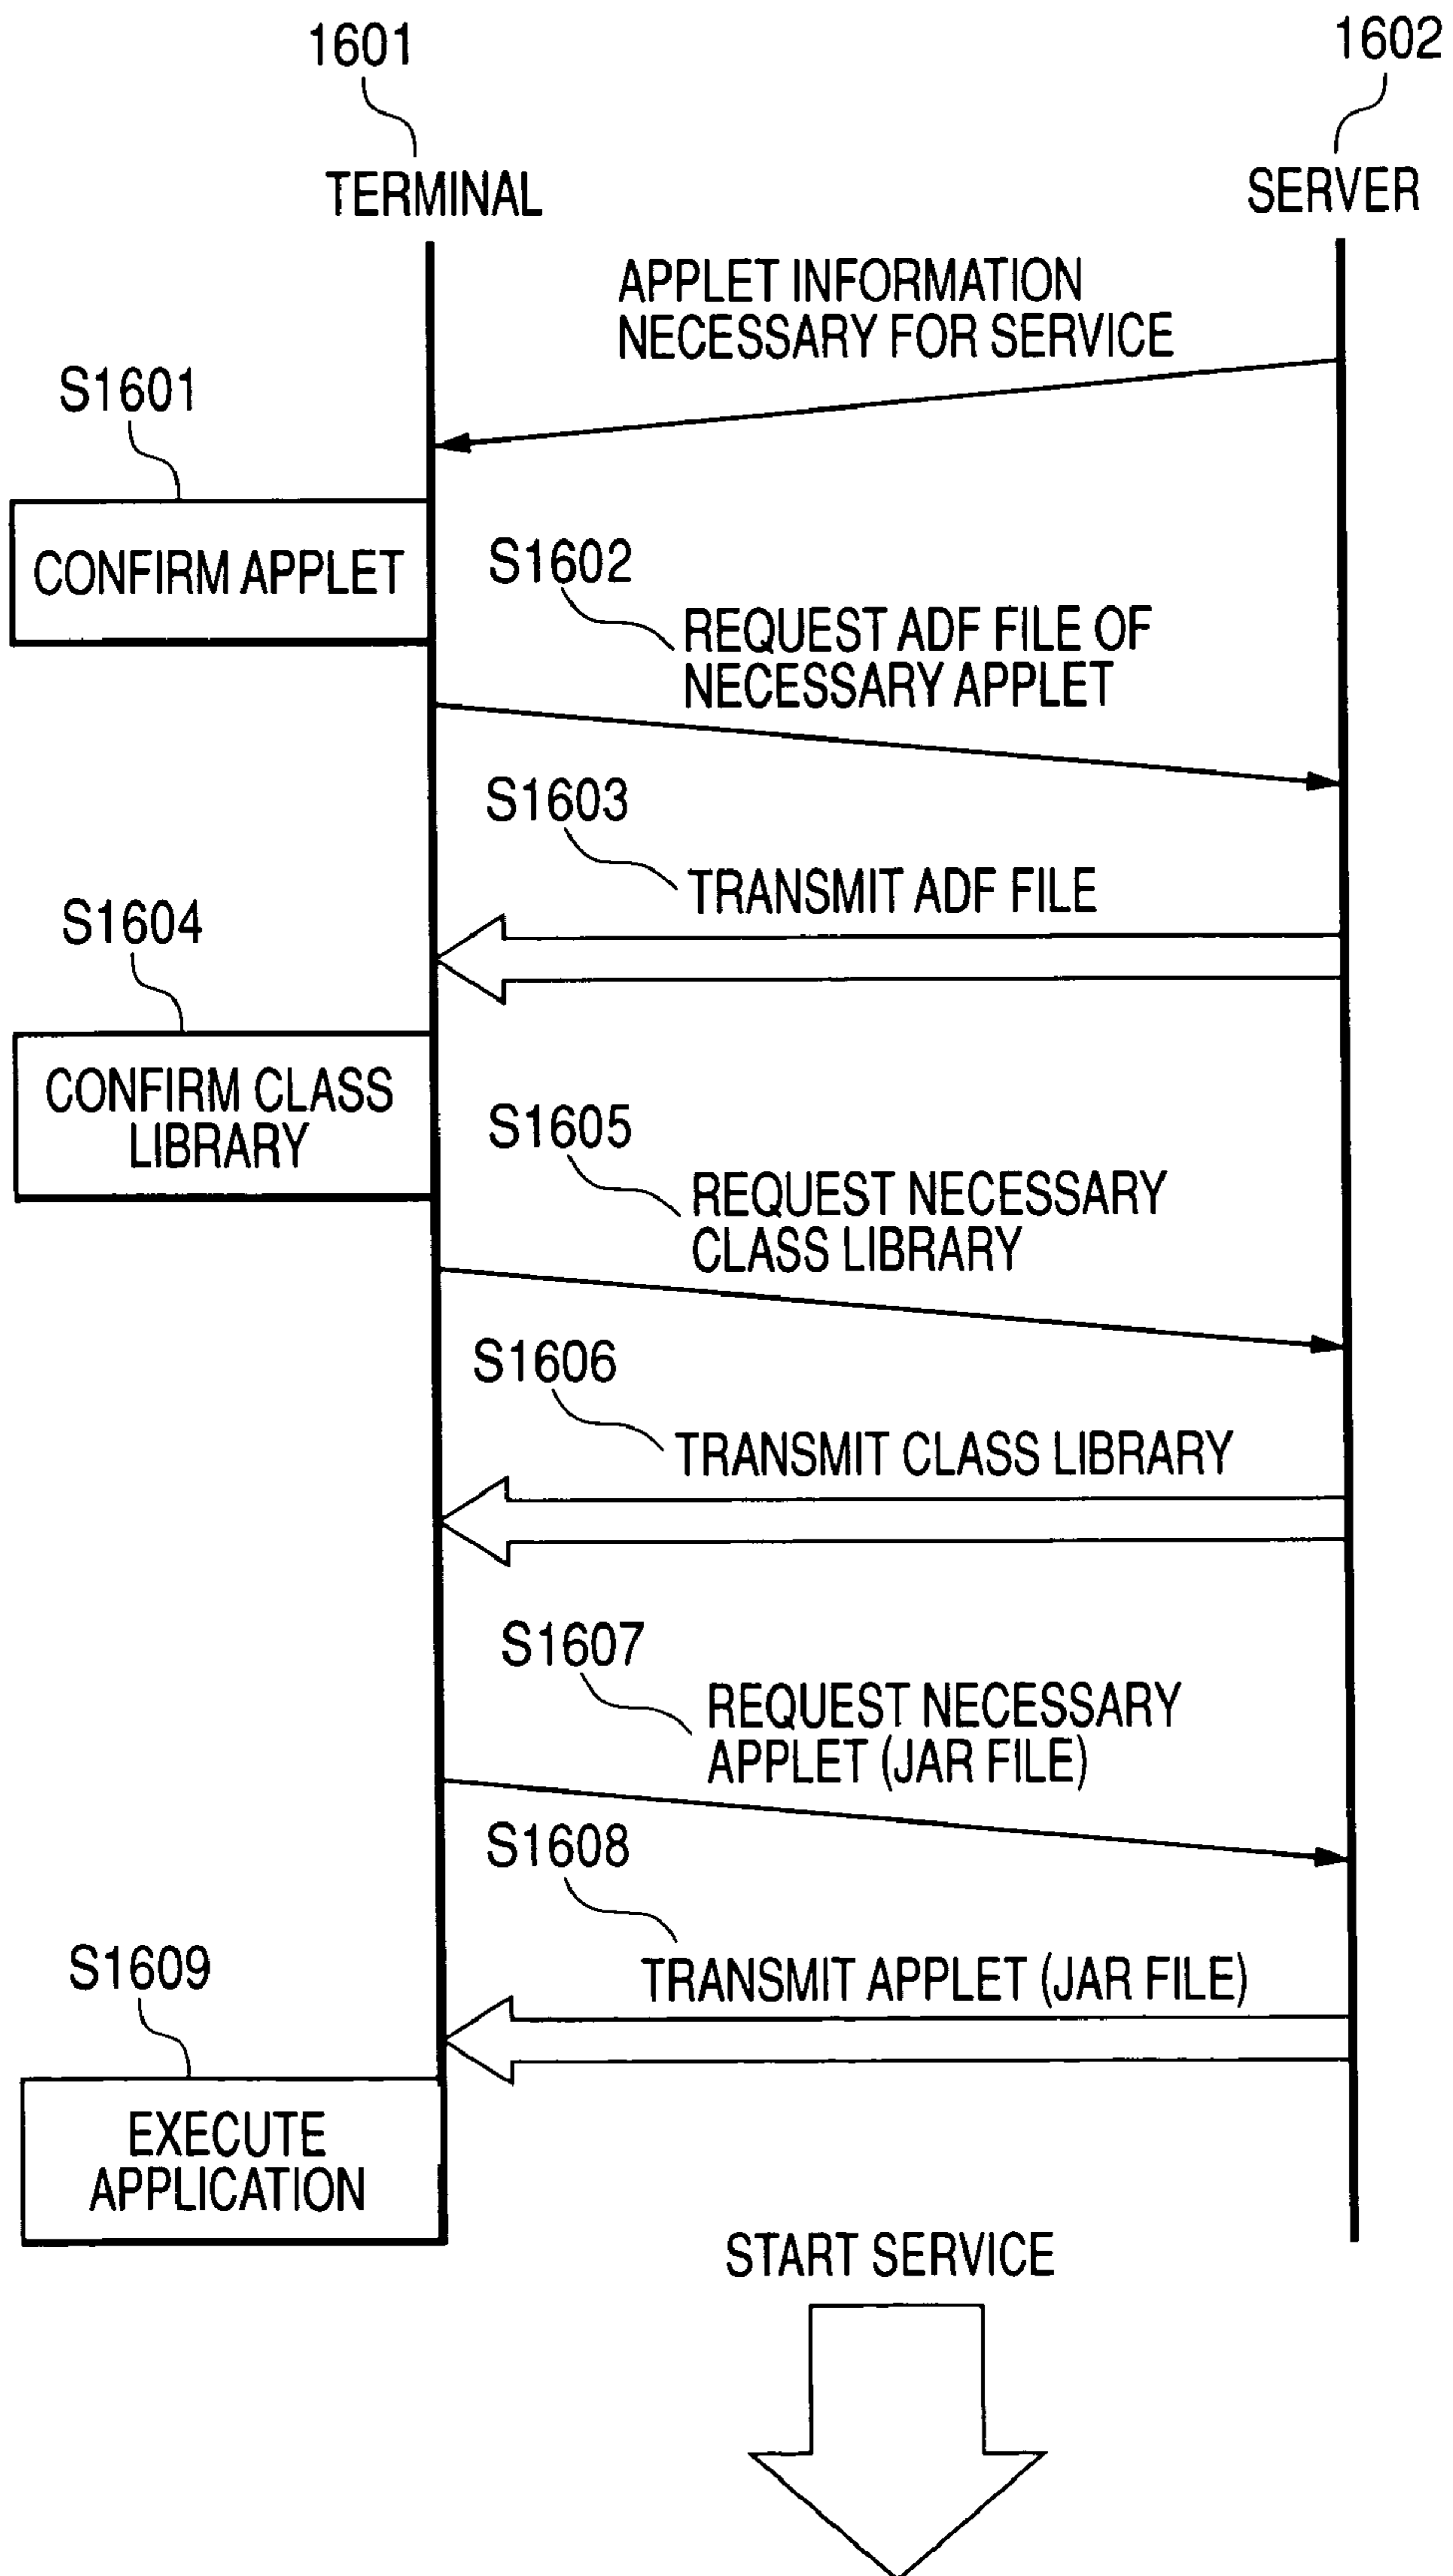 1601
1602
TERMINAL
SERVER
APPLET INFORMATION
NECESSARY FOR SERVICE
S1601
CONFIRM APPLET
S1602
REQUEST ADF FILE OF
NECESSARY APPLET
S1603
TRANSMIT ADF FILE
S1604
CONFIRM CLASS
LIBRARY
S1605
REQUEST NECESSARY
CLASS LIBRARY
S1606
TRANSMIT CLASS LIBRARY
S1607
REQUEST NECESSARY
APPLET (JAR FILE)
S1608
TRANSMIT APPLET (JAR FILE)
S1609
EXECUTE
APPLICATION
START SERVICE